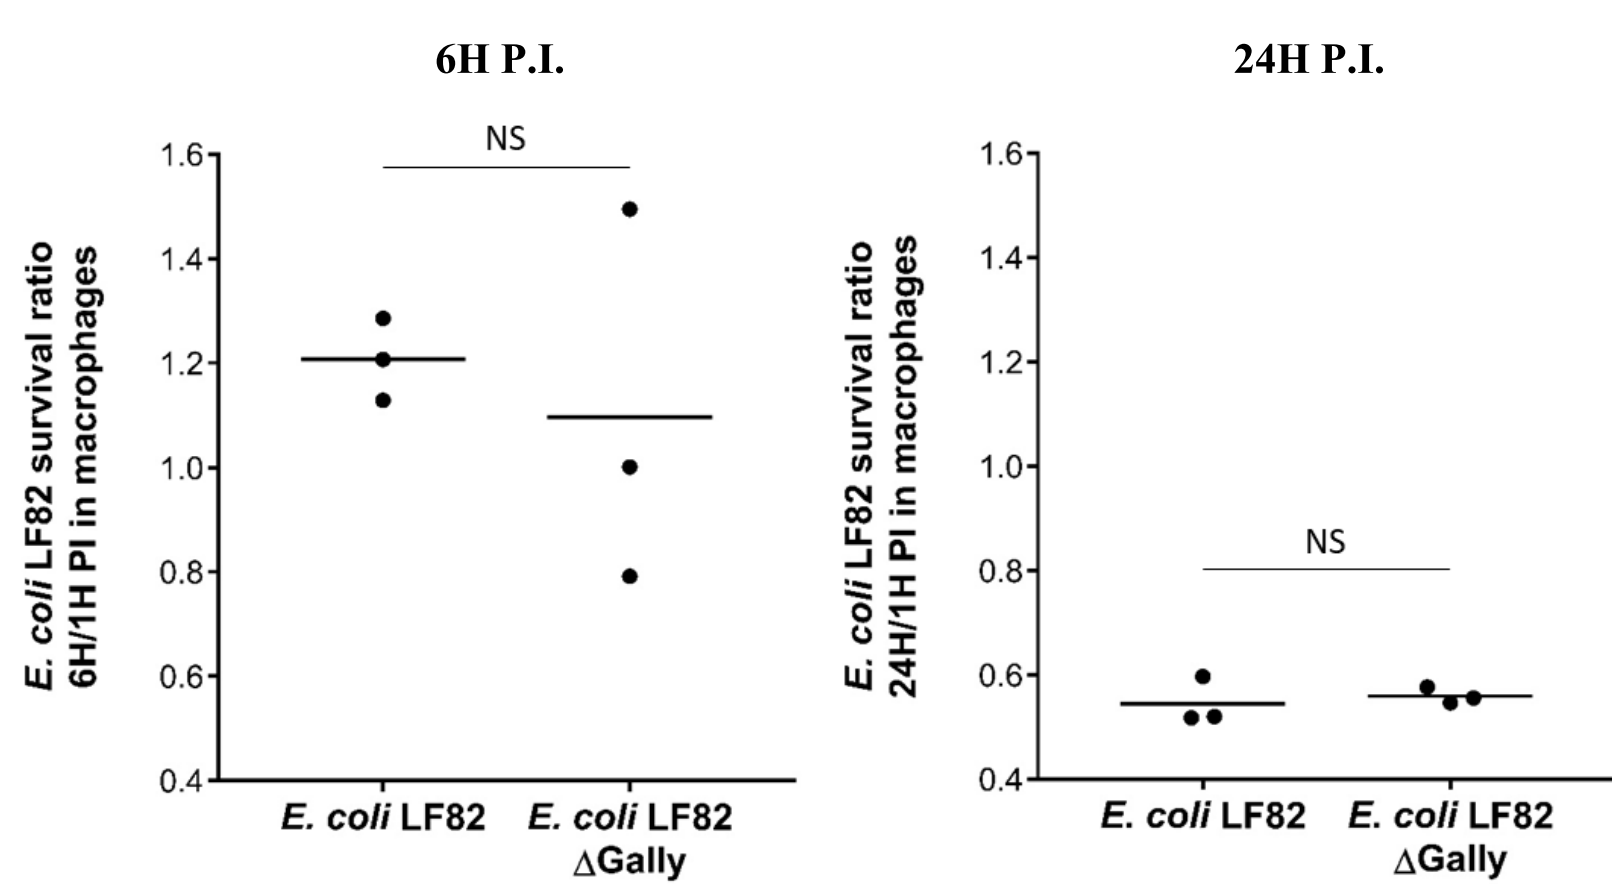 6H P.I.
E. coli LF82 survival ratio
6H/1H PI in macrophages
1.6
1.4
1.2
1.0
0.8
0.6
0.4
NS
E. coli LF82
E. coli LF82
ΔGally
24H P.I.
E. coli LF82 survival ratio
24H/1H PI in macrophages
1.6
1.4
1.2
1.0
0.8
0.6
0.4
NS
E. coli LF82
E. coli LF82
ΔGally